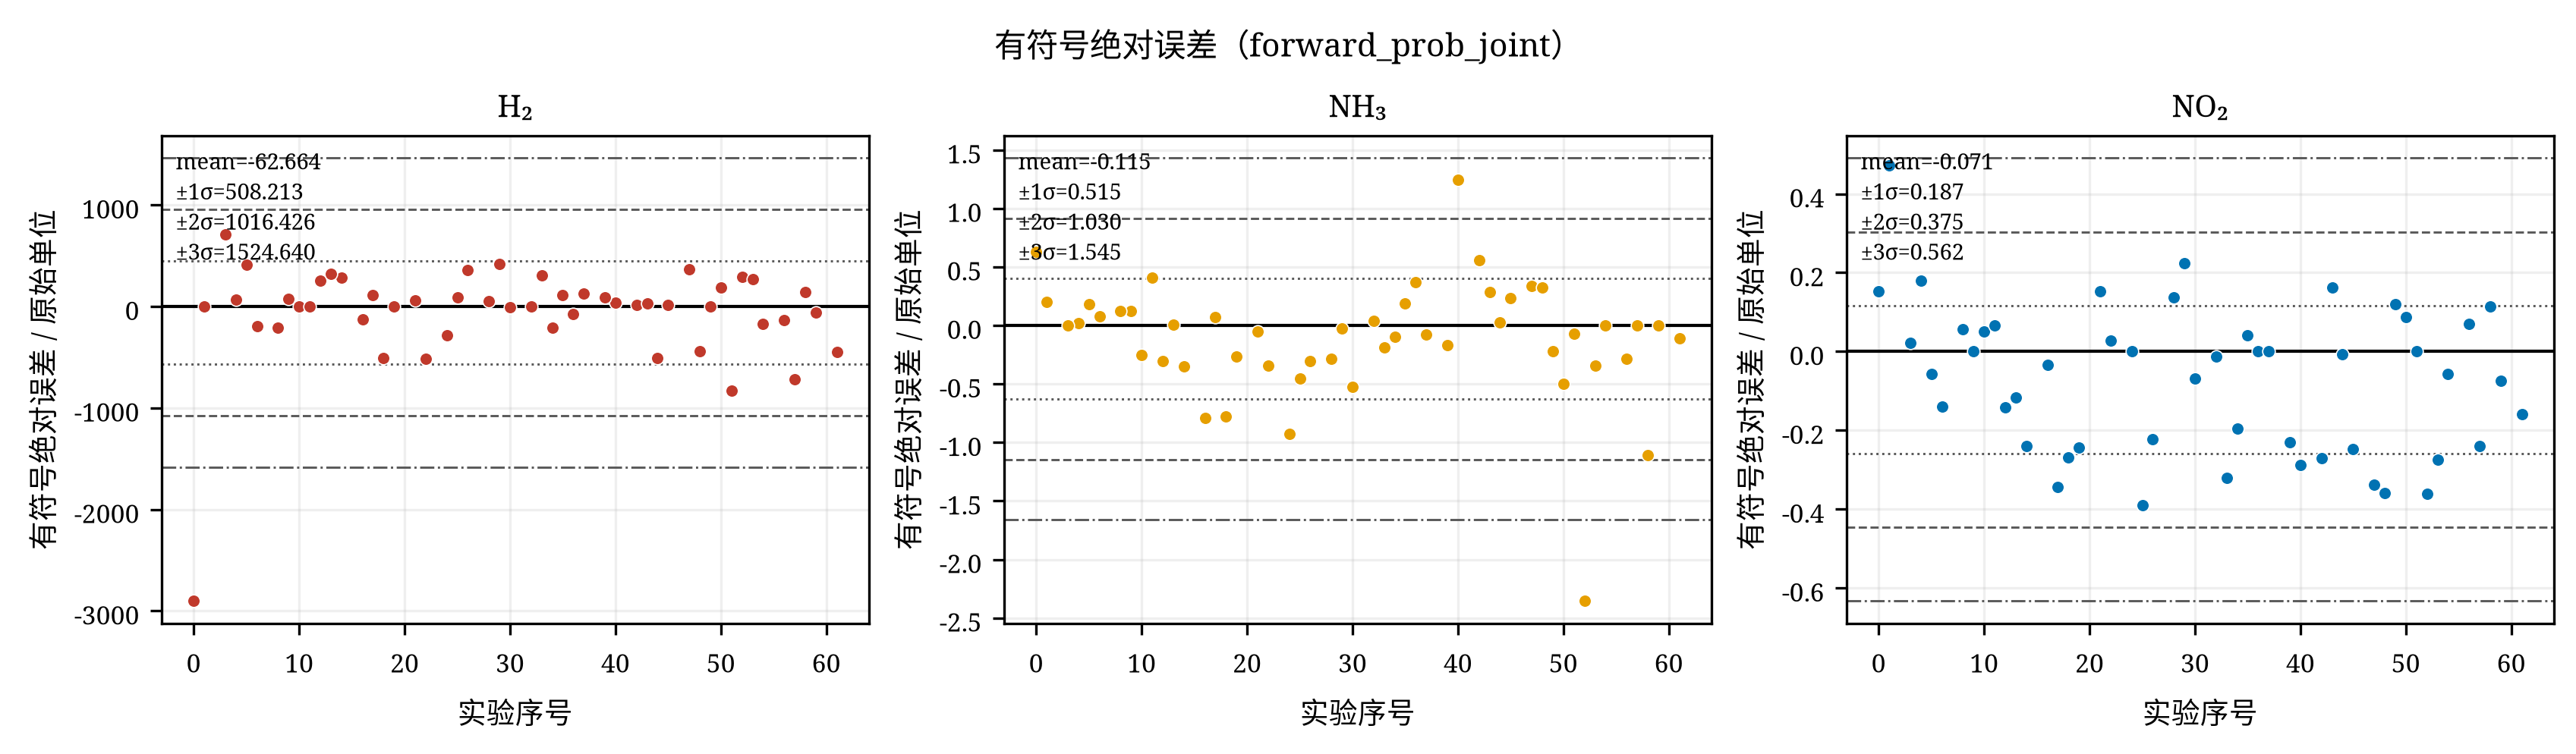 有符号绝对误差（forward_prob_joint）
H₂
mean=-62.664
±1σ=508.213
±2σ=1016.426
±3σ=1524.640
1000
0
-1000
-2000
-3000
有符号绝对误差 / 原始单位
0 10 20 30 40 50 60
实验序号
NH₃
mean=-0.115
±1σ=0.515
±2σ=1.030
±3σ=1.545
1.5
1.0
0.5
0.0
-0.5
-1.0
-1.5
-2.0
-2.5
有符号绝对误差 / 原始单位
0 10 20 30 40 50 60
实验序号
NO₂
mean=-0.071
±1σ=0.187
±2σ=0.375
±3σ=0.562
0.4
0.2
0.0
-0.2
-0.4
-0.6
有符号绝对误差 / 原始单位
0 10 20 30 40 50 60
实验序号